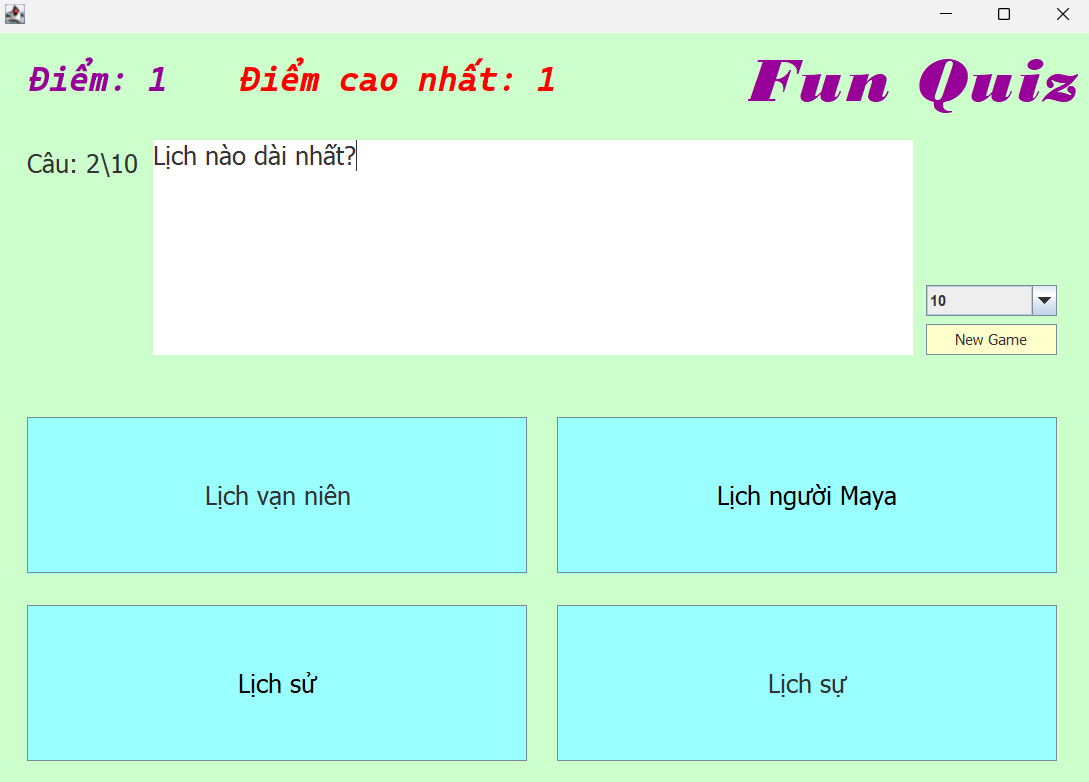 Điểm: 1
Điểm cao nhất: 1
Fun Quiz
Câu: 2\10
Lịch nào dài nhất?
10
New Game
Lịch vạn niên
Lịch người Maya
Lịch sử
Lịch sự